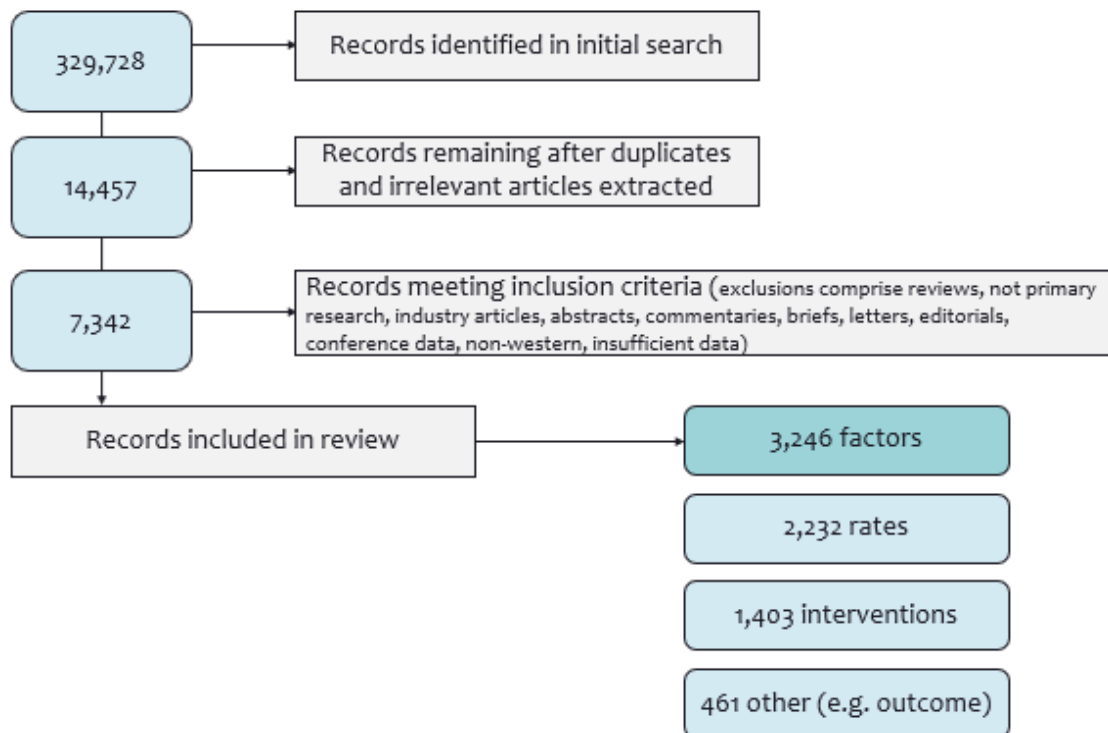 329,728
Records identified in initial search
14,457
Records remaining after duplicates
and irrelevant articles extracted
7,342
Records meeting inclusion criteria (exclusions comprise reviews, not primary
research, industry articles, abstracts, commentaries, briefs, letters, editorials,
conference data, non-western, insufficient data)
Records included in review
3,246 factors
2,232 rates
1,403 interventions
461 other (e.g. outcome)